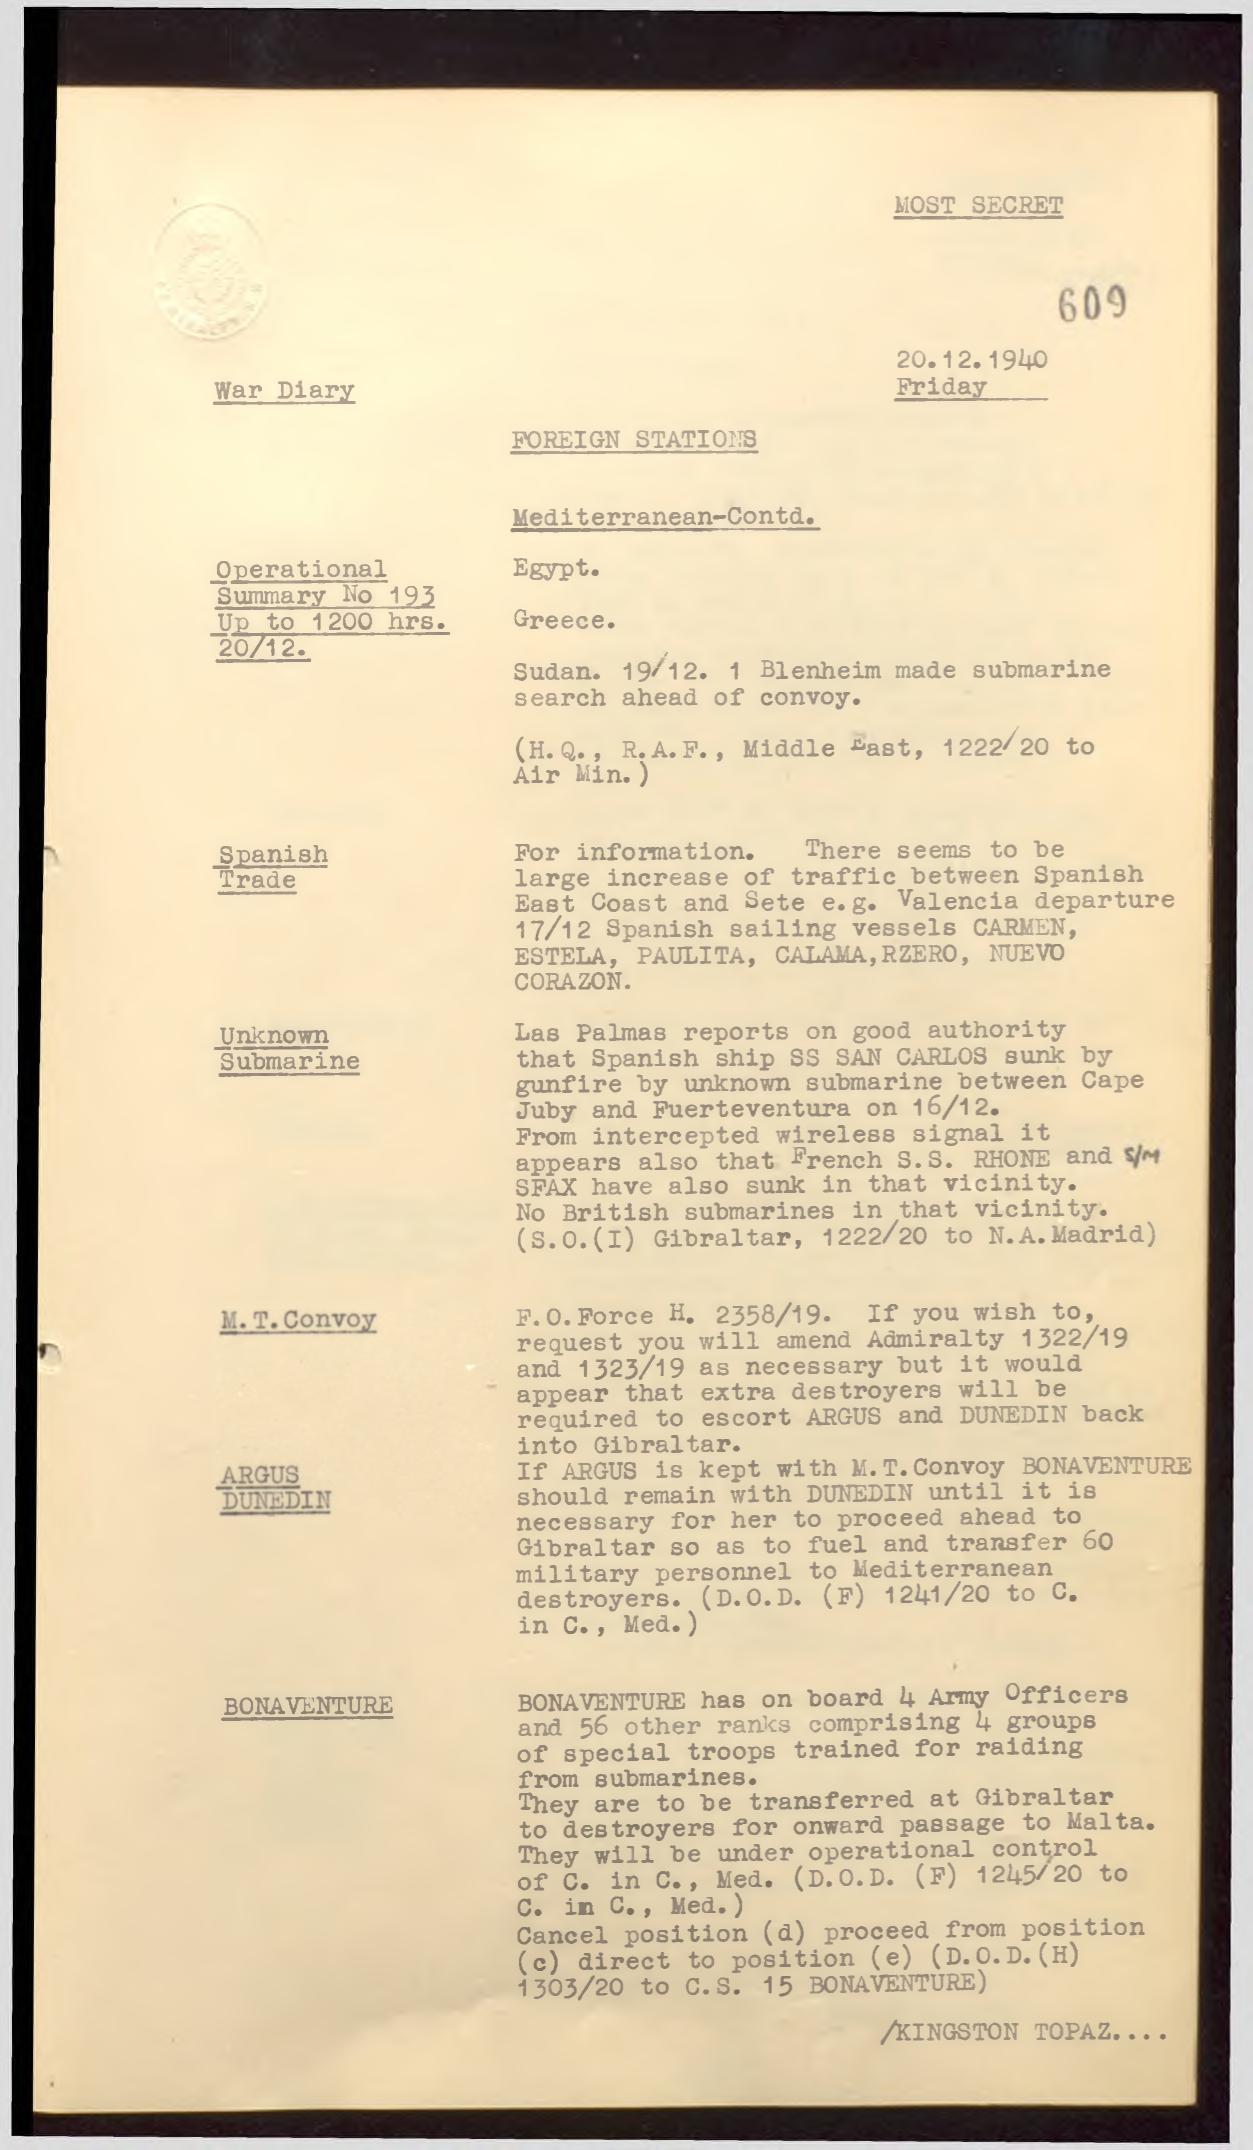 MOST SECRET
609
20.12.1940
Friday
War Diary
FOREIGN STATIONS
Mediterranean-Contd.
Operational
Summary No 193
Up to 1200 hrs.
20/12.
Egypt.
Greece.
Sudan. 19/12. 1 Blenheim made submarine
search ahead of convoy.
(H.Q., R.A.F., Middle East, 1222/20 to
Air Min.)
Spanish
Trade
For information. There seems to be
large increase of traffic between Spanish
East Coast and Sete e.g. Valencia departure
17/12 Spanish sailing vessels CARMEN,
ESTELA, PAULITA, CALAMA,RZERO, NUEVO
CORAZON.
Unknown
Submarine
Las Palmas reports on good authority
that Spanish ship SS SAN CARLOS sunk by
gunfire by unknown submarine between Cape
Juby and Fuerteventura on 16/12.
From intercepted wireless signal it
appears also that French S.S. RHONE and S/M
SFAX have also sunk in that vicinity.
No British submarines in that vicinity.
(S.O.(I) Gibraltar, 1222/20 to N.A.Madrid)
M.T.Convoy
F.O.Force H. 2358/19. If you wish to,
request you will amend Admiralty 1322/19
and 1323/19 as necessary but it would
appear that extra destroyers will be
required to escort ARGUS and DUNEDIN back
into Gibraltar.
ARGUS
DUNEDIN
If ARGUS is kept with M.T.Convoy BONAVENTURE
should remain with DUNEDIN until it is
necessary for her to proceed ahead to
Gibraltar so as to fuel and transfer 60
military personnel to Mediterranean
destroyers. (D.O.D. (F) 1241/20 to C.
in C., Med.)
BONAVENTURE
BONAVENTURE has on board 4 Army Officers
and 56 other ranks comprising 4 groups
of special troops trained for raiding
from submarines.
They are to be transferred at Gibraltar
to destroyers for onward passage to Malta.
They will be under operational control
of C. in C., Med. (D.O.D. (F) 1245/20 to
C. in C., Med.)
Cancel position (d) proceed from position
(c) direct to position (e) (D.O.D.(H)
1303/20 to C.S. 15 BONAVENTURE)
/KINGSTON TOPAZ....